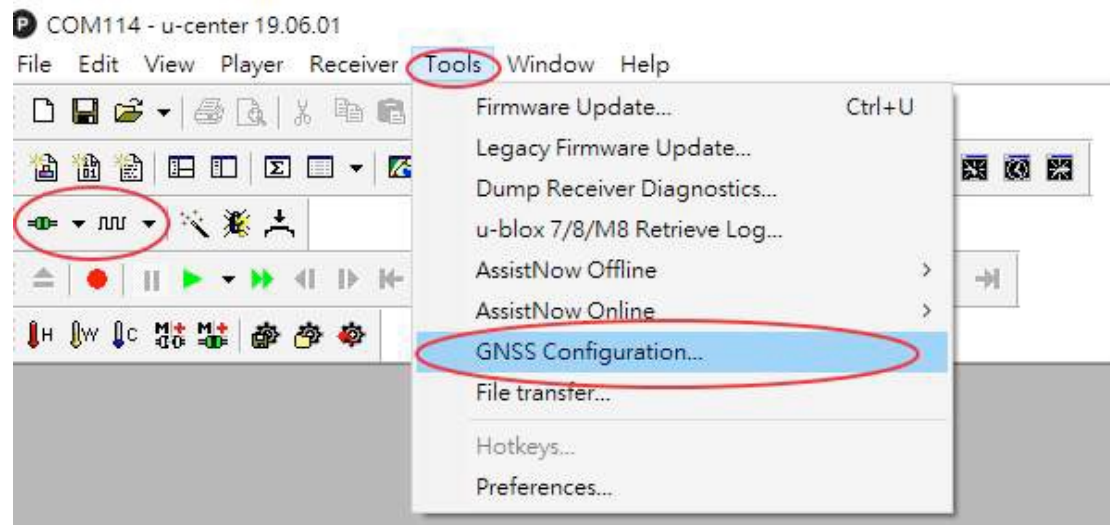 COM114 - u-center 19.06.01
File Edit View Player Receiver Tools Window Help
Firmware Update... Ctrl+U
Legacy Firmware Update...
Dump Receiver Diagnostics...
u-blox 7/8/M8 Retrieve Log...
AssistNow Offline
AssistNow Online
GNSS Configuration...
File transfer...
Hotkeys...
Preferences...
H W C